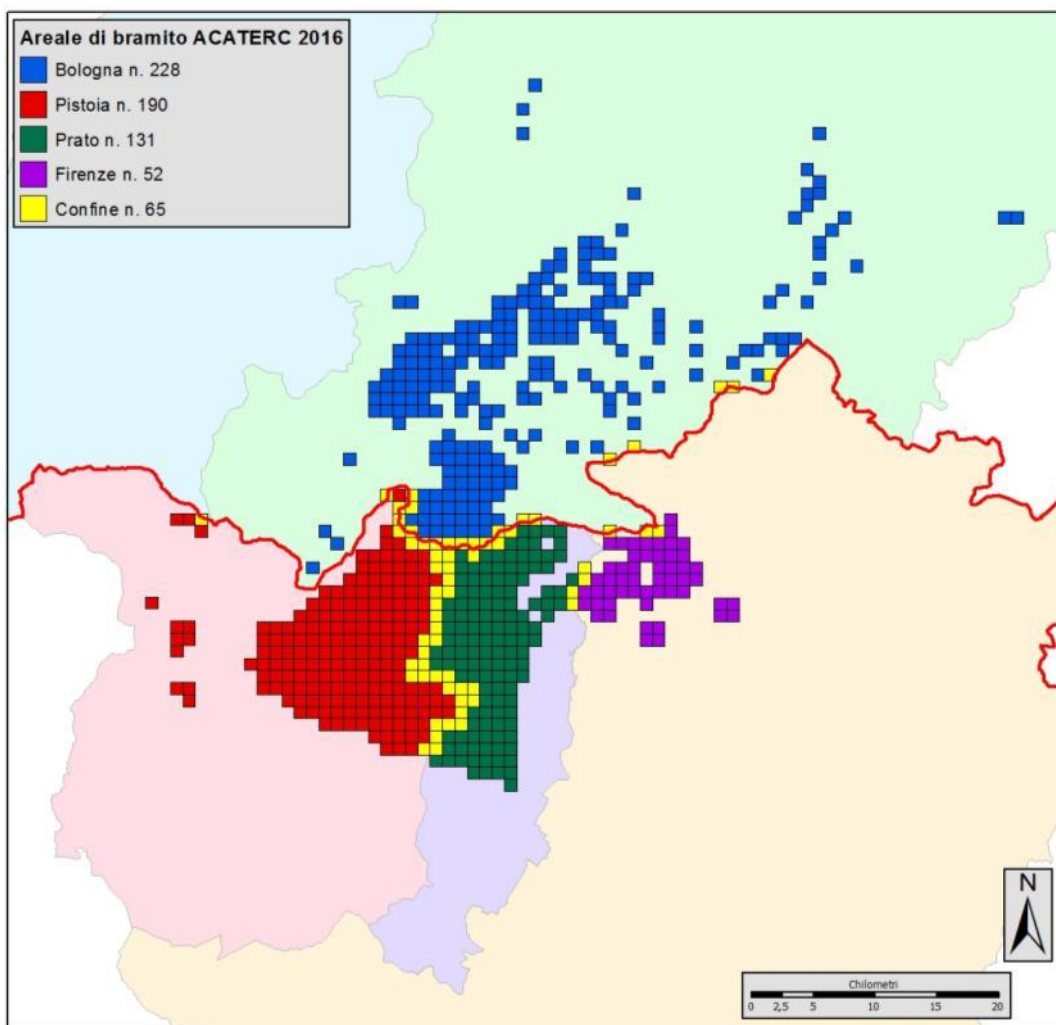 Areale di bramito ACATERC 2016
Bologna n. 228
Pistoia n. 190
Prato n. 131
Firenze n. 52
Confine n. 65
N
Chilometri
0 2,5 5 10 15 20